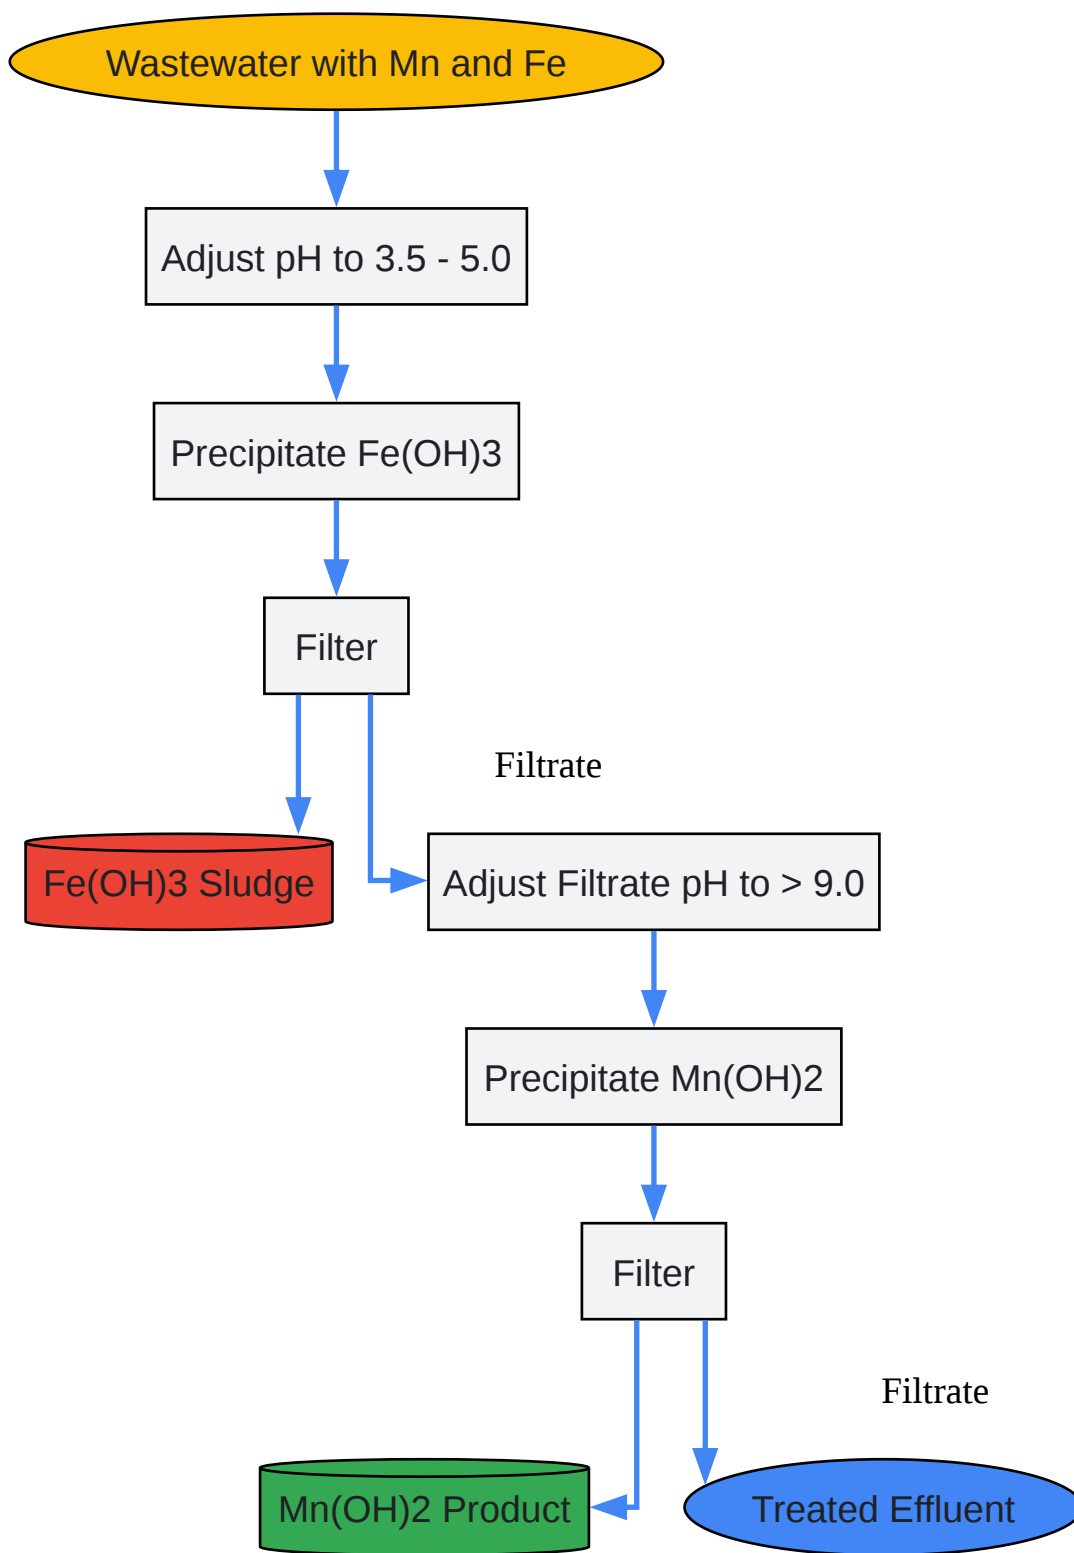 Wastewater with Mn and Fe
Adjust pH to 3.5 - 5.0
Precipitate Fe(OH)3
Filter
Filtrate
Fe(OH)3 Sludge
Adjust Filtrate pH to > 9.0
Precipitate Mn(OH)2
Filter
Filtrate
Mn(OH)2 Product
Treated Effluent